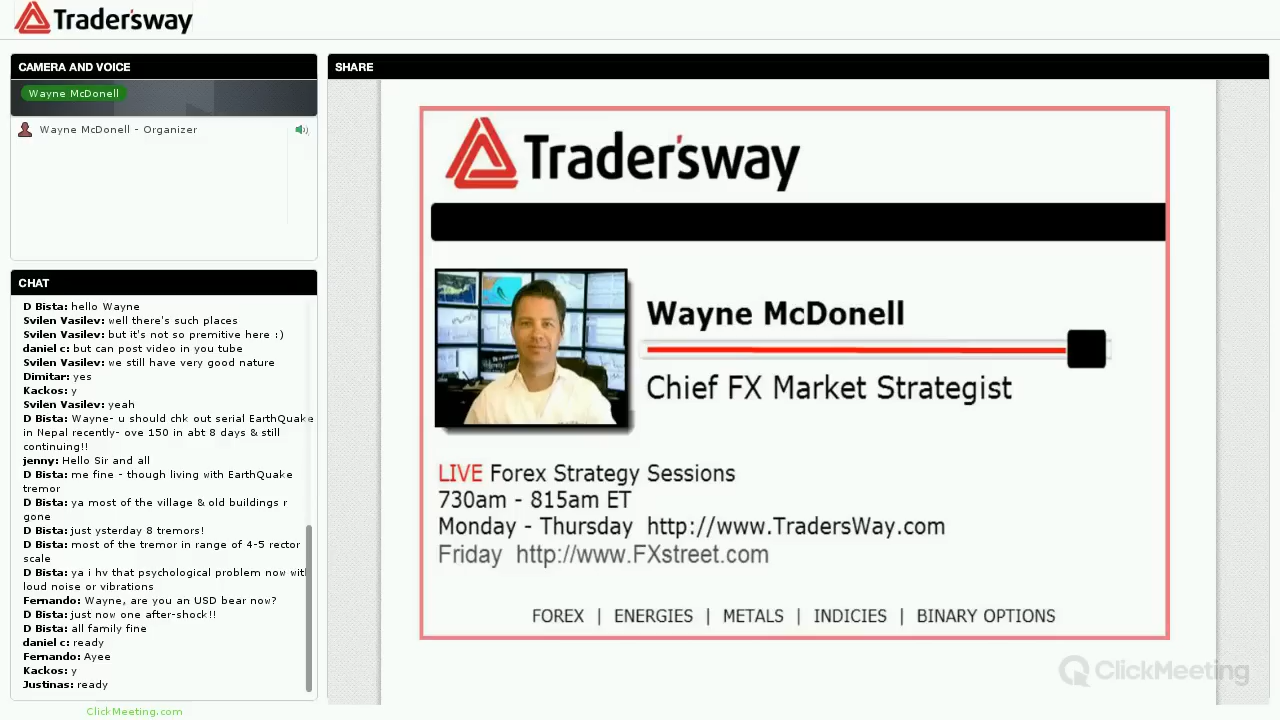 Trader'sway
CAMERA AND VOICE
Wayne McDonell
Wayne McDonell - Organizer
CHAT
D Bista: hello Wayne
Svilen Vasilev: well there's such places
Svilen Vasilev: but it's not so premitive here :)
daniel c: but can post video in you tube
Svilen Vasilev: we still have very good nature
Dimitar: yes
Kackos: y
Svilen Vasilev: yeah
D Bista: Wayne- u should chk out serial EarthQuake
in Nepal recently- ove 150 in abt 8 days & still
continuing!!
jenny: Hello Sir and all
D Bista: me fine - though living with EarthQuake
tremor
D Bista: ya most of the village & old buildings r
gone
D Bista: just ysterday 8 tremors!
D Bista: most of the tremor in range of 4-5 rector
scale
D Bista: ya i hv that psychological problem now with
loud noise or vibrations
Fernando: Wayne, are you an USD bear now?
D Bista: just now one after-shock!!
D Bista: all family fine
daniel c: ready
Fernando: Ayee
Kackos: y
Justinas: ready
ClickMeeting.com
SHARE
Trader'sway
Wayne McDonell
Chief FX Market Strategist
LIVE Forex Strategy Sessions
730am - 815am ET
Monday - Thursday http://www.TradersWay.com
Friday http://www.FXstreet.com
FOREX | ENERGIES | METALS | INDICIES | BINARY OPTIONS
ClickMeeting